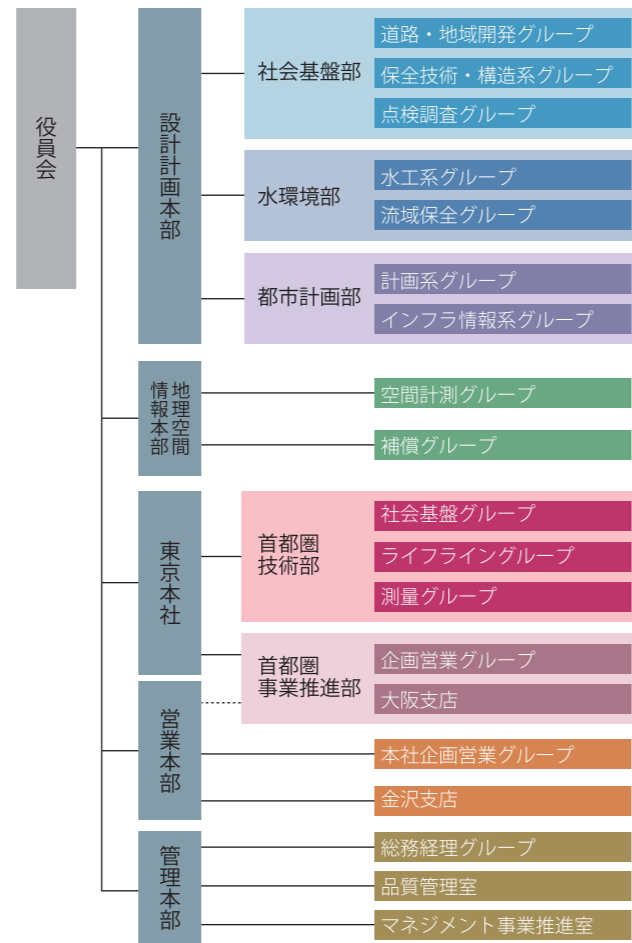 役員会
設計計画本部
社会基盤部
道路・地域開発グループ
保全技術・構造系グループ
点検調査グループ
水環境部
水工系グループ
流域保全グループ
都市計画部
計画系グループ
インフラ情報系グループ
地理空間
情報本部
空間計測グループ
補償グループ
東京本社
首都圏
技術部
社会基盤グループ
ライフライングループ
測量グループ
首都圏
事業推進部
企画営業グループ
大阪支店
営業本部
本社企画営業グループ
金沢支店
管理本部
総務経理グループ
品質管理室
マネジメント事業推進室